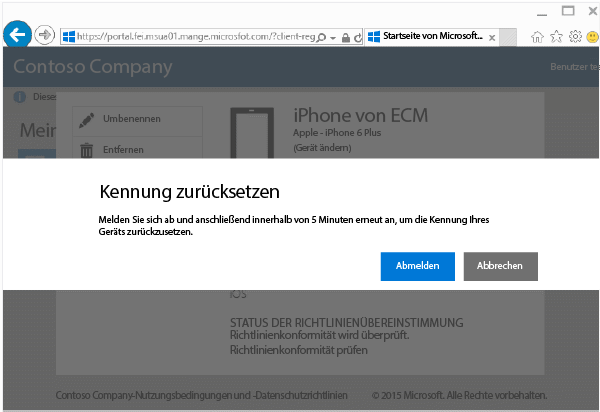 https://portal.fei.msua01.mange.microsfot.com/?client-reg
Startseite von Microsoft...
Contoso Company
Benutzer te
Diese
Mein
Umbenennen
Entfernen
iPhone von ECM
Apple - iPhone 6 Plus
(Gerät ändern)
Kennung zurücksetzen
Melden Sie sich ab und anschließend innerhalb von 5 Minuten erneut an, um die Kennung Ihres
Geräts zurückzusetzen.
Abmelden
Abbrechen
iOS
STATUS DER RICHTLINIENÜBEREINSTIMMUNG
Richtlinienkonformität wird überprüft.
Richtlinienkonformität prüfen
Contoso Company-Nutzungsbedingungen und -Datenschutzrichtlinien
© 2015 Microsoft. Alle Rechte vorbehalten.